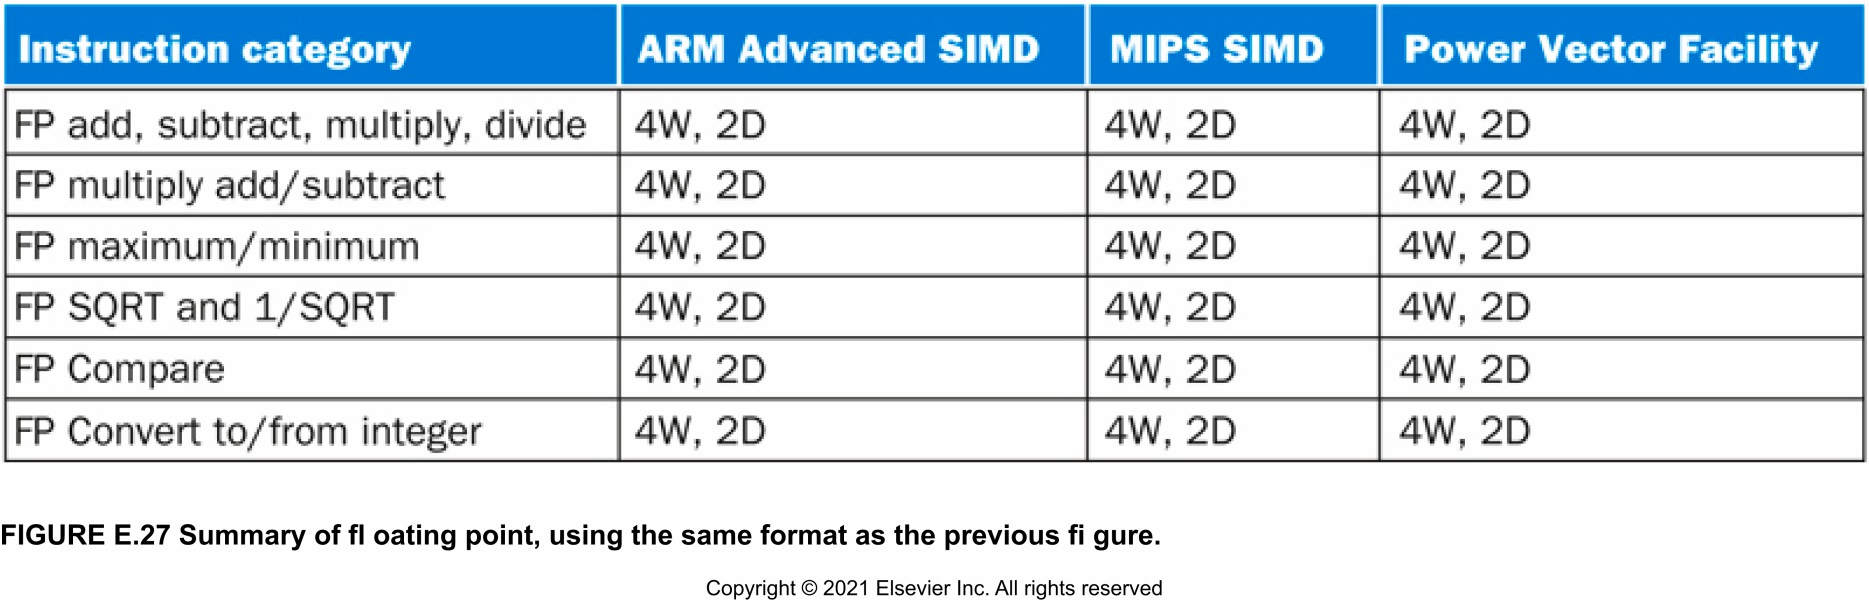 Instruction category ARM Advanced SIMD MIPS SIMD Power Vector Facility
FP add, subtract, multiply, divide 4W, 2D 4W, 2D 4W, 2D
FP multiply add/subtract 4W, 2D 4W, 2D 4W, 2D
FP maximum/minimum 4W, 2D 4W, 2D 4W, 2D
FP SQRT and 1/SQRT 4W, 2D 4W, 2D 4W, 2D
FP Compare 4W, 2D 4W, 2D 4W, 2D
FP Convert to/from integer 4W, 2D 4W, 2D 4W, 2D
FIGURE E.27 Summary of fl oating point, using the same format as the previous fi gure.
Copyright © 2021 Elsevier Inc. All rights reserved